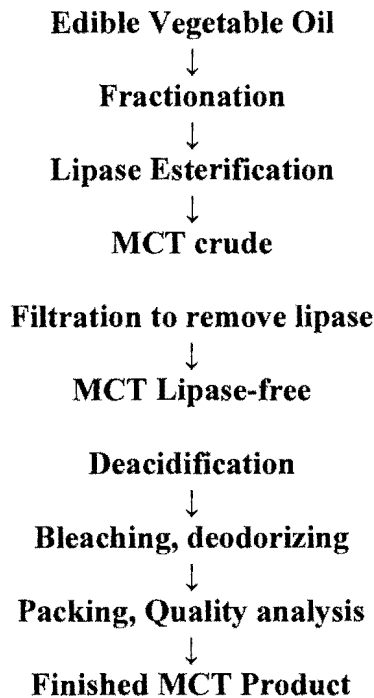 Edible Vegetable Oil
↓
Fractionation
↓
Lipase Esterification
↓
MCT crude
Filtration to remove lipase
↓
MCT Lipase-free
Deacidification
↓
Bleaching, deodorizing
↓
Packing, Quality analysis
↓
Finished MCT Product